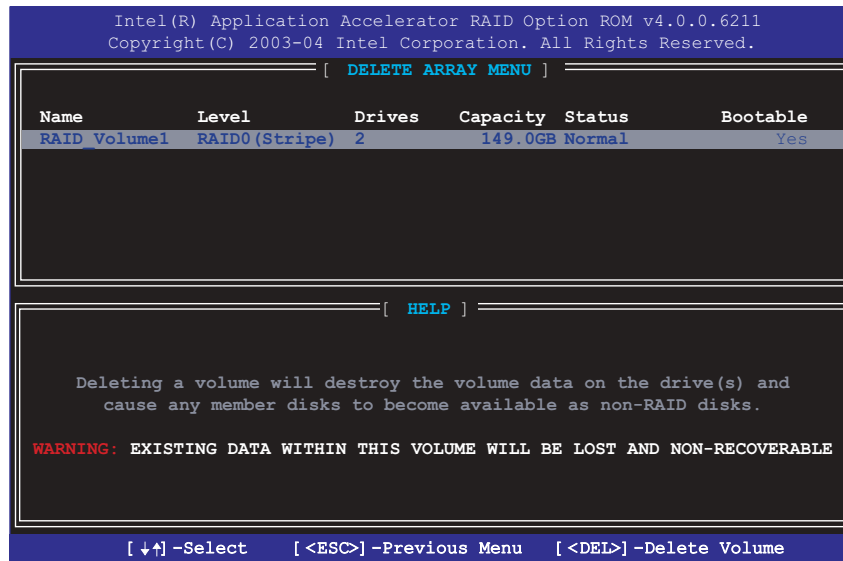 Intel(R) Application Accelerator RAID Option ROM v4.0.0.6211
Copyright(C) 2003-04 Intel Corporation. All Rights Reserved.
[ DELETE ARRAY MENU ]
Name Level Drives Capacity Status Bootable
RAID_Volume1 RAID0(Stripe) 2 149.0GB Normal Yes
[ HELP ]
Deleting a volume will destroy the volume data on the drive(s) and
cause any member disks to become available as non-RAID disks.
WARNING: EXISTING DATA WITHIN THIS VOLUME WILL BE LOST AND NON-RECOVERABLE
[↓↑]-Select [<ESC>]-Previous Menu [<DEL>]-Delete Volume